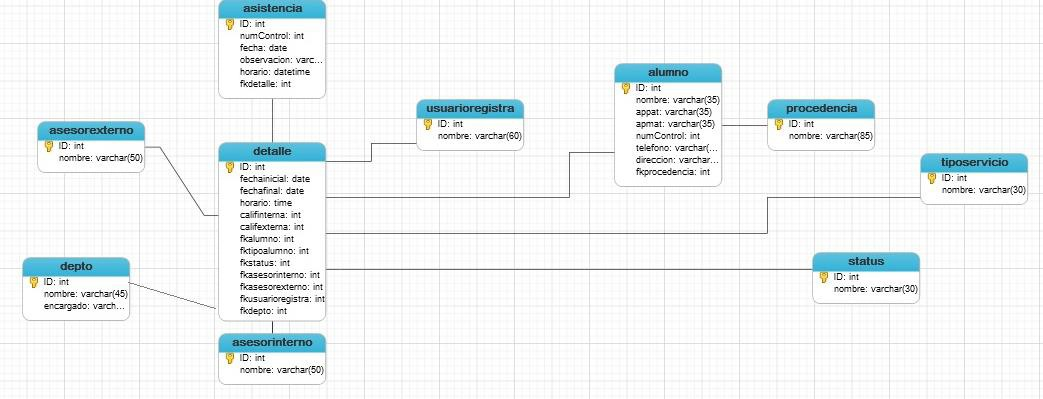 asistencia
ID: int
numControl: int
fecha: date
observacion: varc...
horario: datetime
fkdetalle: int
asesorexterno
ID: int
nombre: varchar(50)
usuarioregistra
ID: int
nombre: varchar(60)
alumno
ID: int
nombre: varchar(35)
appat: varchar(35)
apmat: varchar(35)
numControl: int
telefono: varchar(...
direccion: varchar...
fkprocedencia: int
procedencia
ID: int
nombre: varchar(85)
tiposervicio
ID: int
nombre: varchar(30)
detalle
ID: int
fechainicial: date
fechafinal: date
horario: time
califinterna: int
califexterna: int
fkalumno: int
fktipoalumno: int
fkstatus: int
fkasesorinterno: int
fkasesorexterno: int
fkusuarioregistra: int
fkdepto: int
depto
ID: int
nombre: varchar(45)
encargado: varch...
status
ID: int
nombre: varchar(30)
asesorinterno
ID: int
nombre: varchar(50)